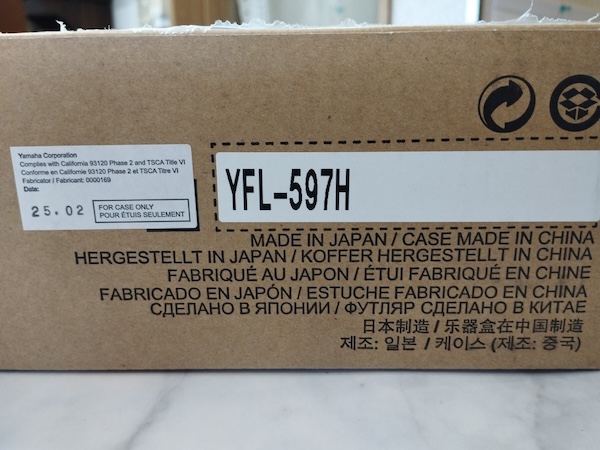 Yamaha Corporation
Complies with California 93120 Phase 2 and TSCA Title VI
Conforme en Californie 93120 Phase 2 et TSCA Titre VI
Fabricator / Fabricant: 0000169
Date:
25.02
FOR CASE ONLY
POUR ÉTUIS SEULEMENT
YFL-597H
MADE IN JAPAN / CASE MADE IN CHINA
HERGESTELLT IN JAPAN / KOFFER HERGESTELLT IN CHINA
FABRIQUÉ AU JAPON / ÉTUI FABRIQUÉ EN CHINE
FABRICADO EN JAPÓN / ESTUCHE FABRICADO EN CHINA
СДЕЛАНО В ЯПОНИИ / ФУТЛЯР СДЕЛАНО В КИТАЕ
日本制造 / 乐器盒在中国制造
제조: 일본 / 케이스 (제조: 중국)